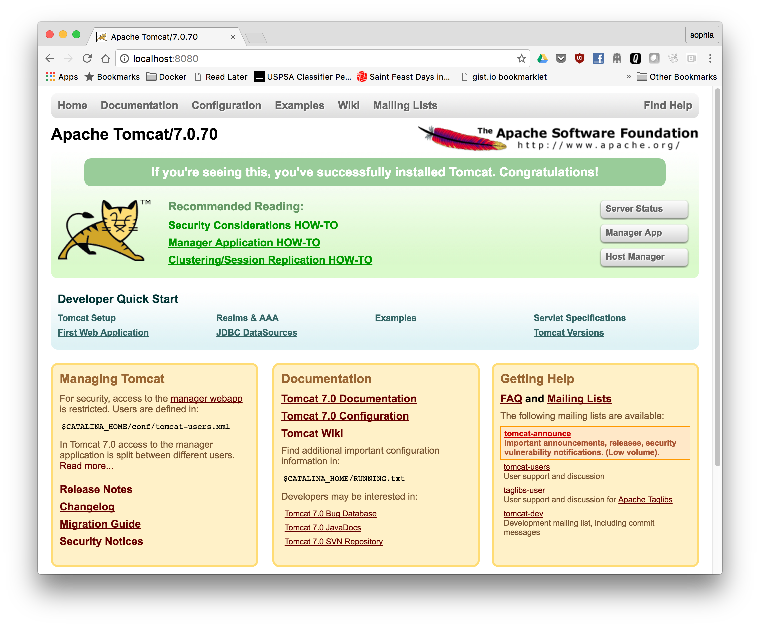 Apache Tomcat/7.0.70
sophia
localhost:8080
Apps Bookmarks Docker Read Later USPSA Classifier Pe... Saint Feast Days in... gist.io bookmarklet » Other Bookmarks
Home Documentation Configuration Examples Wiki Mailing Lists Find Help
Apache Tomcat/7.0.70
The Apache Software Foundation
http://www.apache.org/
If you're seeing this, you've successfully installed Tomcat. Congratulations!
TM
Recommended Reading:
Security Considerations HOW-TO
Manager Application HOW-TO
Clustering/Session Replication HOW-TO
Server Status
Manager App
Host Manager
Developer Quick Start
Tomcat Setup
First Web Application
Realms & AAA
JDBC DataSources
Examples
Servlet Specifications
Tomcat Versions
Managing Tomcat
For security, access to the manager webapp
is restricted. Users are defined in:
$CATALINA_HOME/conf/tomcat-users.xml
In Tomcat 7.0 access to the manager
application is split between different users.
Read more...
Release Notes
Changelog
Migration Guide
Security Notices
Documentation
Tomcat 7.0 Documentation
Tomcat 7.0 Configuration
Tomcat Wiki
Find additional important configuration
information in:
$CATALINA_HOME/RUNNING.txt
Developers may be interested in:
Tomcat 7.0 Bug Database
Tomcat 7.0 JavaDocs
Tomcat 7.0 SVN Repository
Getting Help
FAQ and Mailing Lists
The following mailing lists are available:
tomcat-announce
Important announcements, releases, security
vulnerability notifications. (Low volume).
tomcat-users
User support and discussion
taglibs-user
User support and discussion for Apache Taglibs
tomcat-dev
Development mailing list, including commit
messages